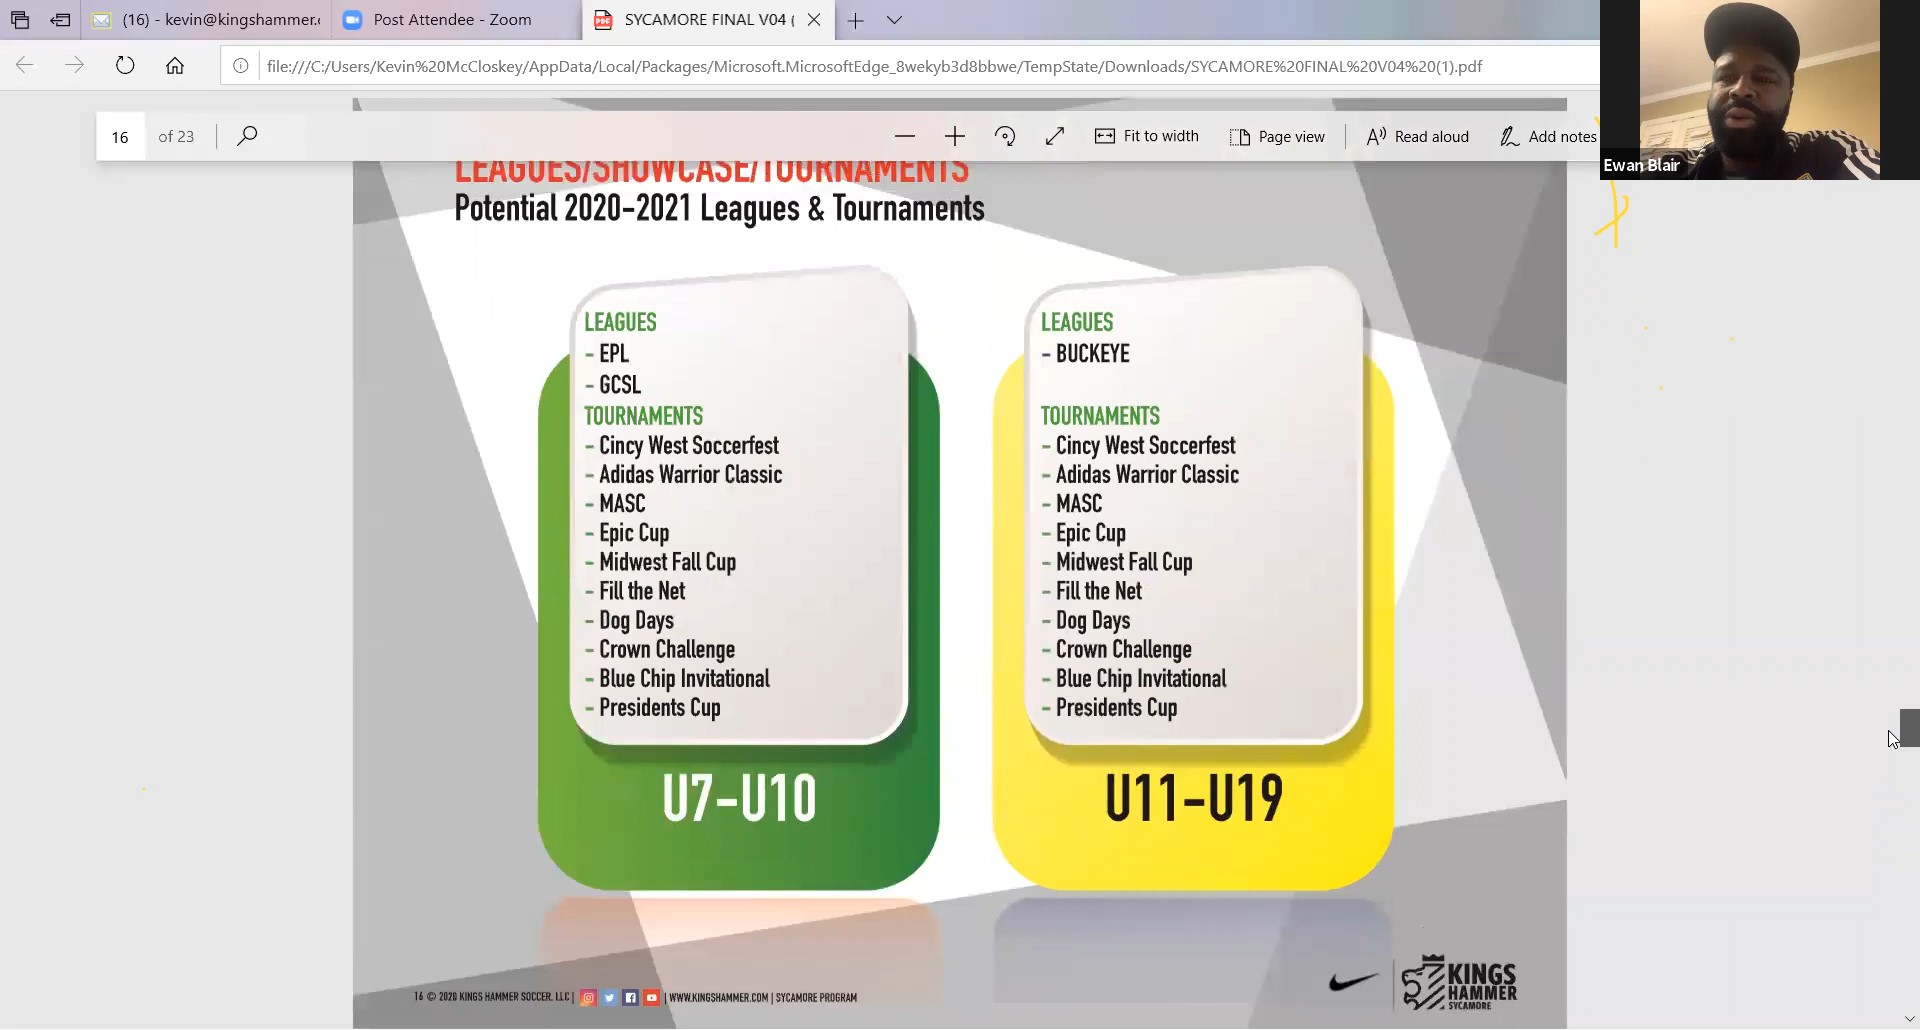 (16) - kevin@kingshammer.c
Post Attendee - Zoom
SYCAMORE FINAL V04 (
file:///C:/Users/Kevin%20McCloskey/AppData/Local/Packages/Microsoft.MicrosoftEdge_8wekyb3d8bbwe/TempState/Downloads/SYCAMORE%20FINAL%20V04%20(1).pdf
16 of 23
Fit to width
Page view
Read aloud
Add notes
Ewan Blair
LEAGUES/SHOWCASE/TOURNAMENTS
Potential 2020-2021 Leagues & Tournaments
LEAGUES
- EPL
- GCSL
TOURNAMENTS
- Cincy West Soccerfest
- Adidas Warrior Classic
- MASC
- Epic Cup
- Midwest Fall Cup
- Fill the Net
- Dog Days
- Crown Challenge
- Blue Chip Invitational
- Presidents Cup
U7-U10
LEAGUES
- BUCKEYE
TOURNAMENTS
- Cincy West Soccerfest
- Adidas Warrior Classic
- MASC
- Epic Cup
- Midwest Fall Cup
- Fill the Net
- Dog Days
- Crown Challenge
- Blue Chip Invitational
- Presidents Cup
U11-U19
16 © 2020 KINGS HAMMER SOCCER, LLC | | WWW.KINGSHAMMER.COM | SYCAMORE PROGRAM
KINGS
HAMMER
SYCAMORE